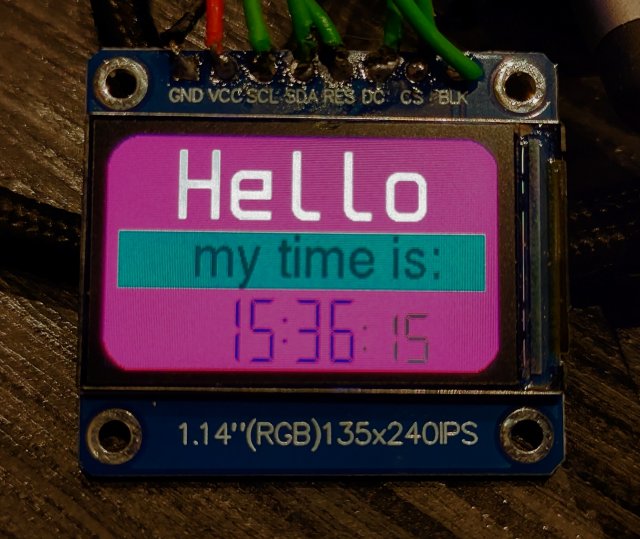 GND VCC SCL SDA RES DC CS BLK
Hello
my time is:
15:36:15
1.14"(RGB)135x240IPS